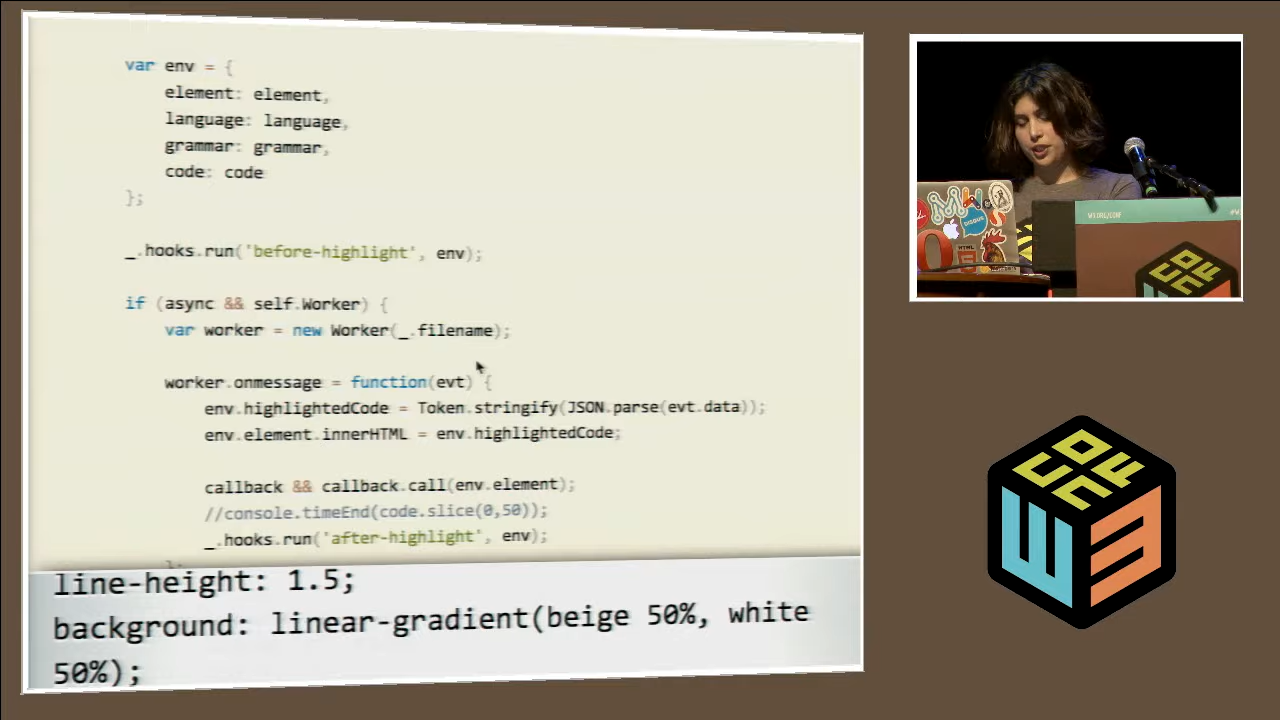 var env = {
element: element,
language: language,
grammar: grammar,
code: code
};
_.hooks.run('before-highlight', env);
if (async && self.Worker) {
var worker = new Worker(_.filename);
worker.onmessage = function(evt) {
env.highlightedCode = Token.stringify(JSON.parse(evt.data));
env.element.innerHTML = env.highlightedCode;
callback && callback.call(env.element);
//console.timeEnd(code.slice(0,50));
_.hooks.run('after-highlight', env);
};
line-height: 1.5;
background: linear-gradient(beige 50%, white
50%);
W3
CONF
HTML